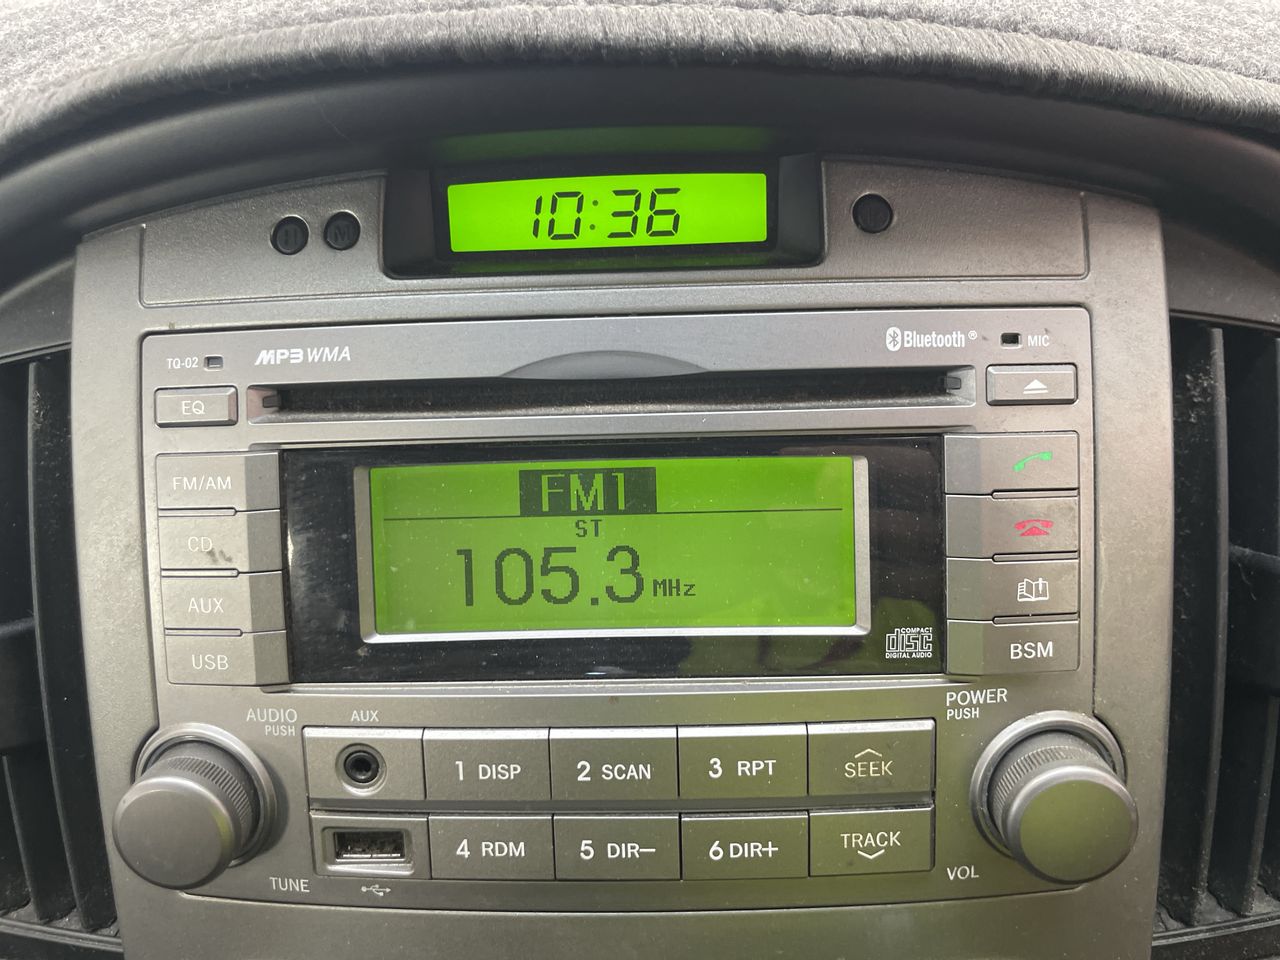 10:36
H M
TQ-02 MP3 WMA Bluetooth® MIC
EQ
FM/AM
CD
AUX
USB
FM1
ST
105.3 MHz
COMPACT
disc
DIGITAL AUDIO
BSM
AUDIO
PUSH
AUX
POWER
PUSH
1 DISP 2 SCAN 3 RPT SEEK
4 RDM 5 DIR- 6 DIR+ TRACK
TUNE
VOL